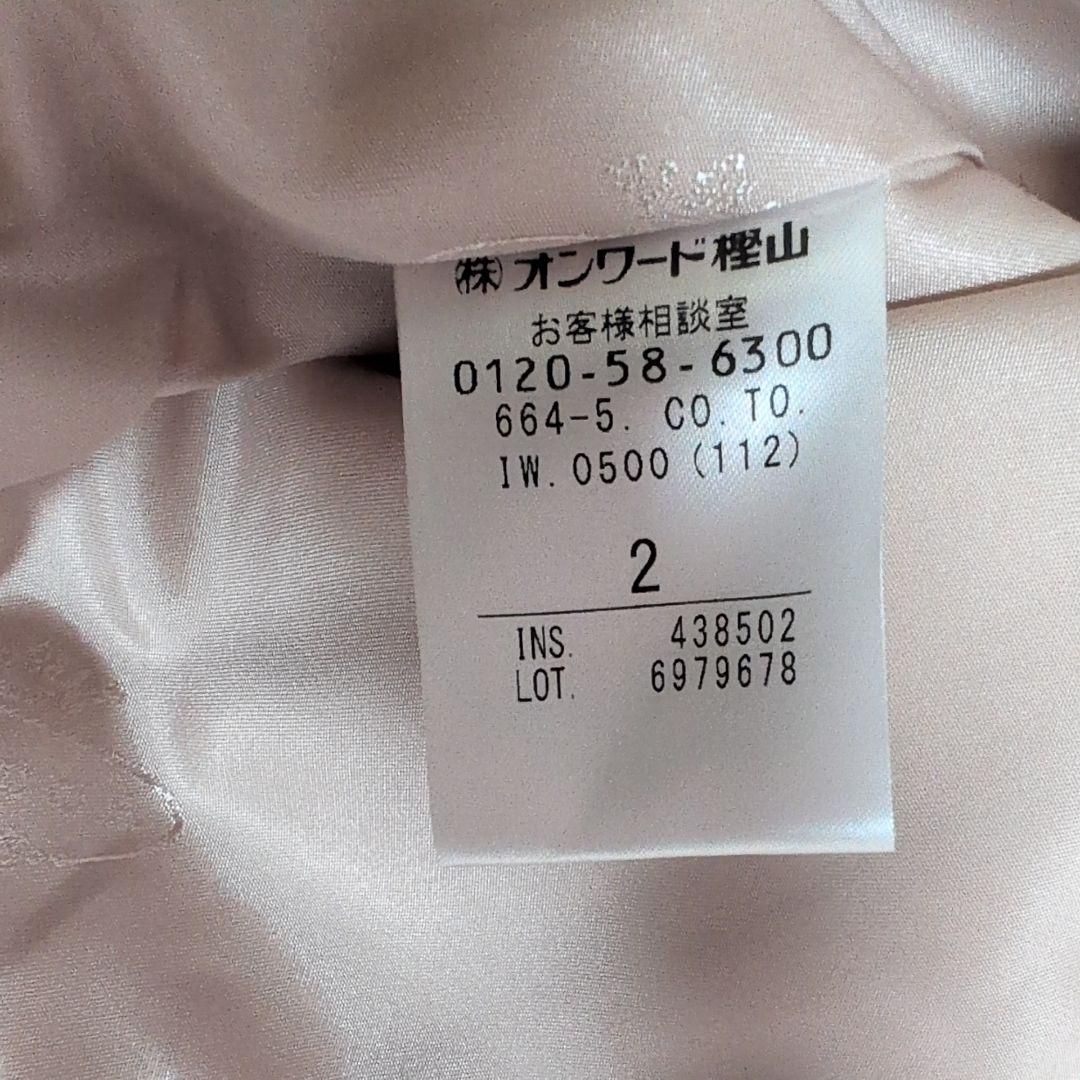 ㈱オンワード樫山
お客様相談室
0120-58-6300
664-5. CO. TO.
IW. 0500 (112)
2
INS. 438502
LOT. 6979678